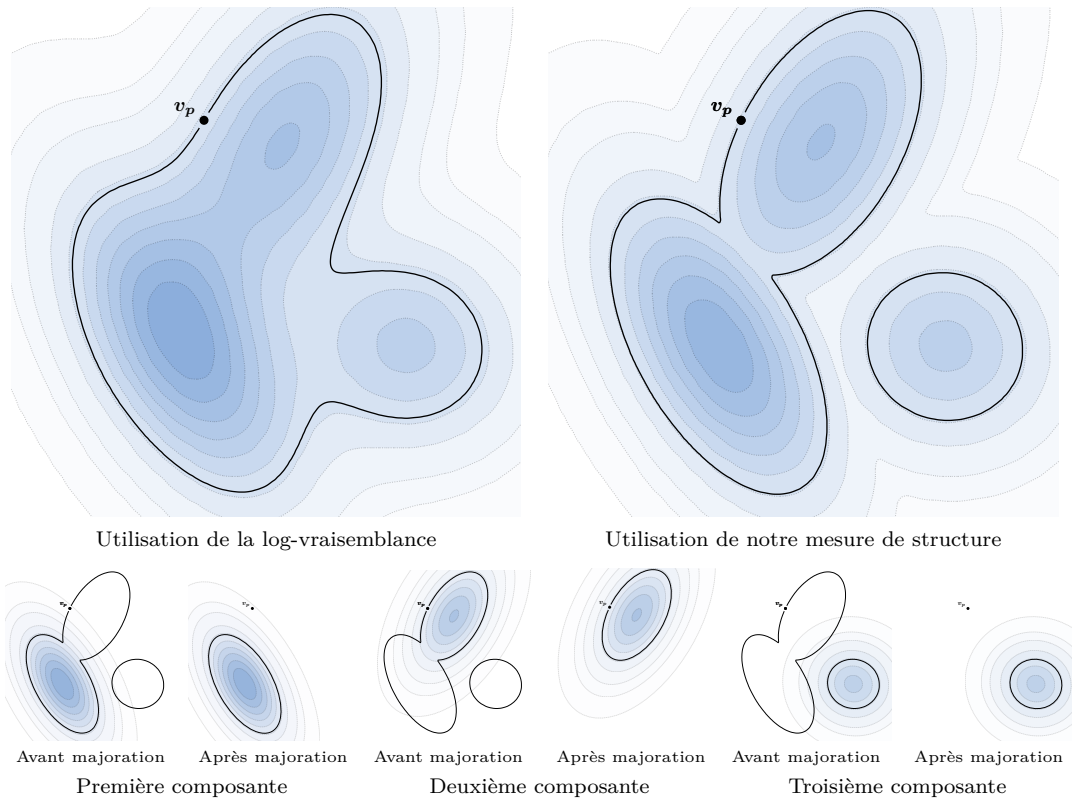 v_p
v_p
Utilisation de la log-vraisemblance
Utilisation de notre mesure de structure
v_p
v_p
v_p
v_p
v_p
v_p
Avant majoration
Après majoration
Avant majoration
Après majoration
Avant majoration
Après majoration
Première composante
Deuxième composante
Troisième composante